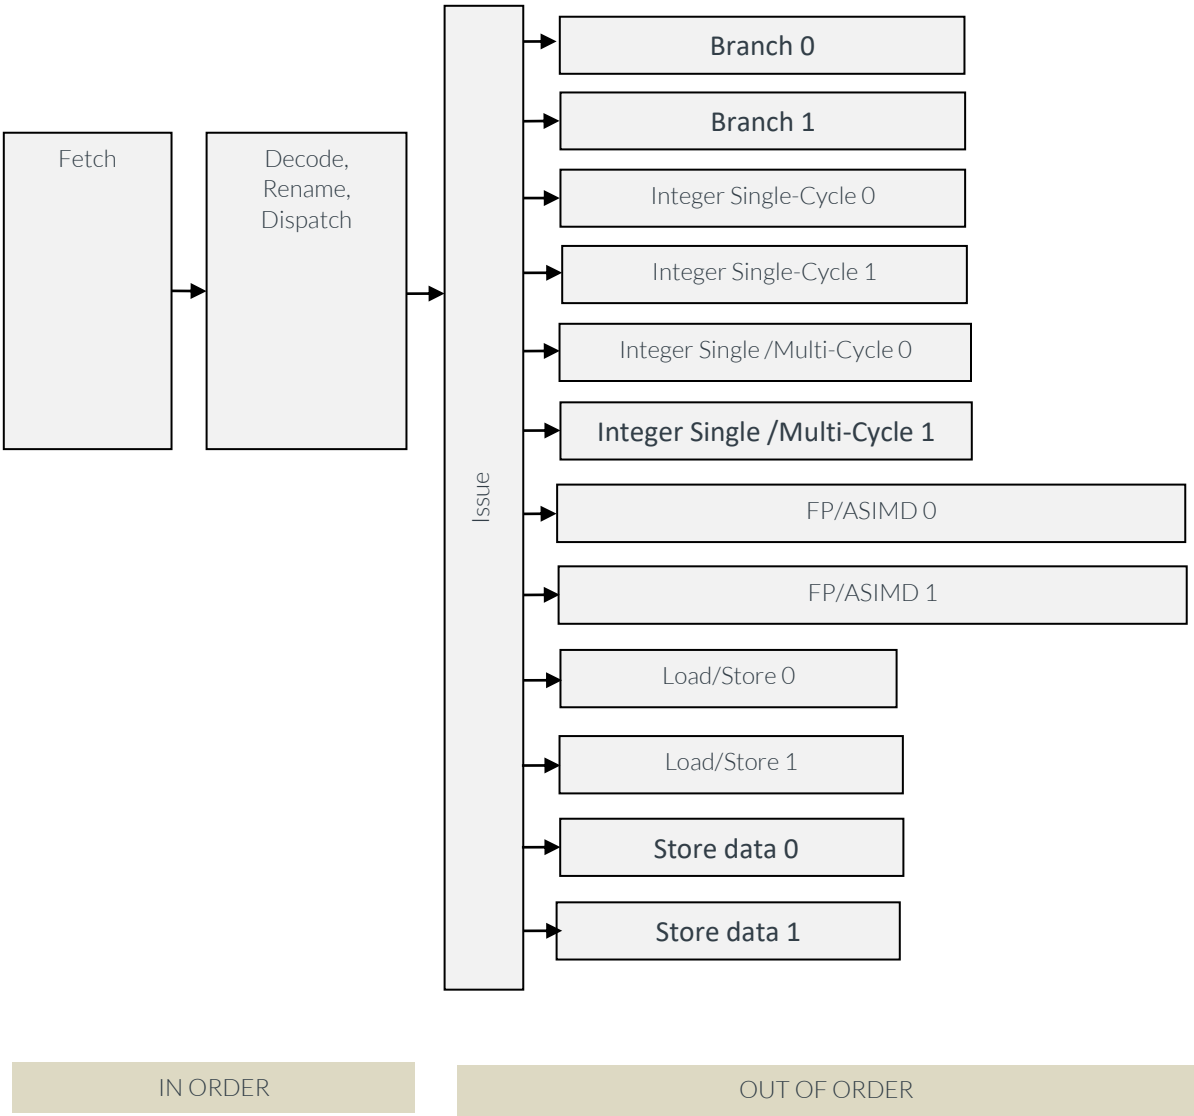 Fetch
Decode,
Rename,
Dispatch
Issue
Branch 0
Branch 1
Integer Single-Cycle 0
Integer Single-Cycle 1
Integer Single /Multi-Cycle 0
Integer Single /Multi-Cycle 1
FP/ASIMD 0
FP/ASIMD 1
Load/Store 0
Load/Store 1
Store data 0
Store data 1
IN ORDER
OUT OF ORDER